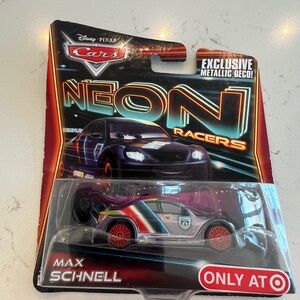 Disney · PIXAR
Cars
EXCLUSIVE
METALLIC DECO!
NEON
RACERS
MAX
SCHNELL
ONLY AT